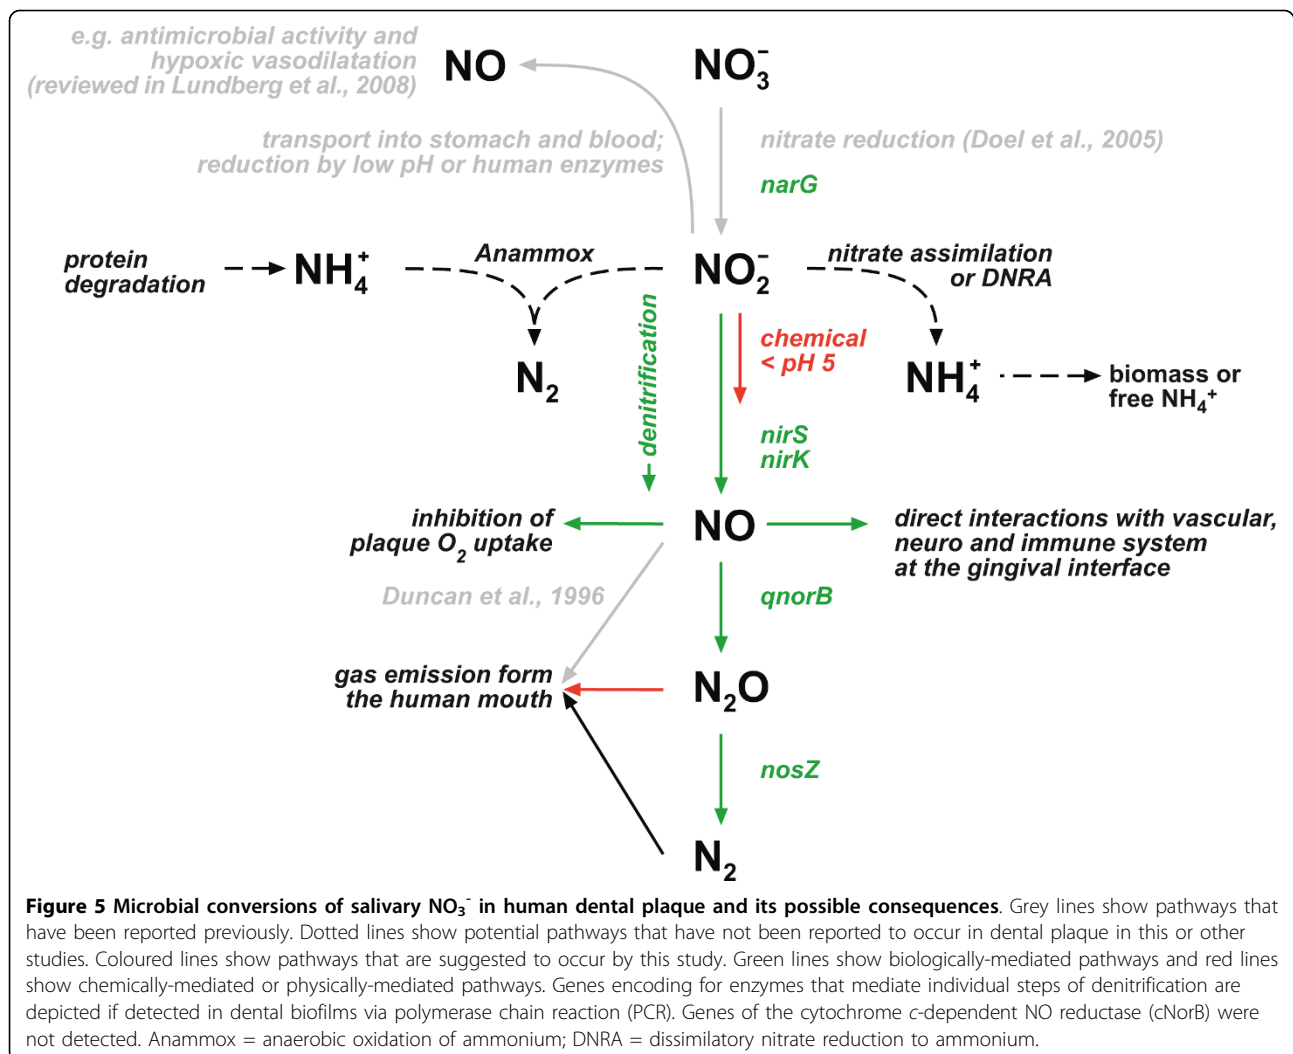 e.g. antimicrobial activity and
hypoxic vasodilatation
(reviewed in Lundberg et al., 2008)
NO
NO₃⁻
transport into stomach and blood;
reduction by low pH or human enzymes
nitrate reduction (Doel et al., 2005)
narG
protein
degradation
NH₄⁺
Anammox
NO₂⁻
nitrate assimilation
or DNRA
N₂
denitrification
chemical
< pH 5
NH₄⁺
biomass or
free NH₄⁺
nirS
nirK
inhibition of
plaque O₂ uptake
NO
direct interactions with vascular,
neuro and immune system
at the gingival interface
Duncan et al., 1996
qnorB
gas emission form
the human mouth
N₂O
nosZ
N₂
Figure 5 Microbial conversions of salivary NO₃⁻ in human dental plaque and its possible consequences. Grey lines show pathways that
have been reported previously. Dotted lines show potential pathways that have not been reported to occur in dental plaque in this or other
studies. Coloured lines show pathways that are suggested to occur by this study. Green lines show biologically-mediated pathways and red lines
show chemically-mediated or physically-mediated pathways. Genes encoding for enzymes that mediate individual steps of denitrification are
depicted if detected in dental biofilms via polymerase chain reaction (PCR). Genes of the cytochrome c-dependent NO reductase (cNorB) were
not detected. Anammox = anaerobic oxidation of ammonium; DNRA = dissimilatory nitrate reduction to ammonium.